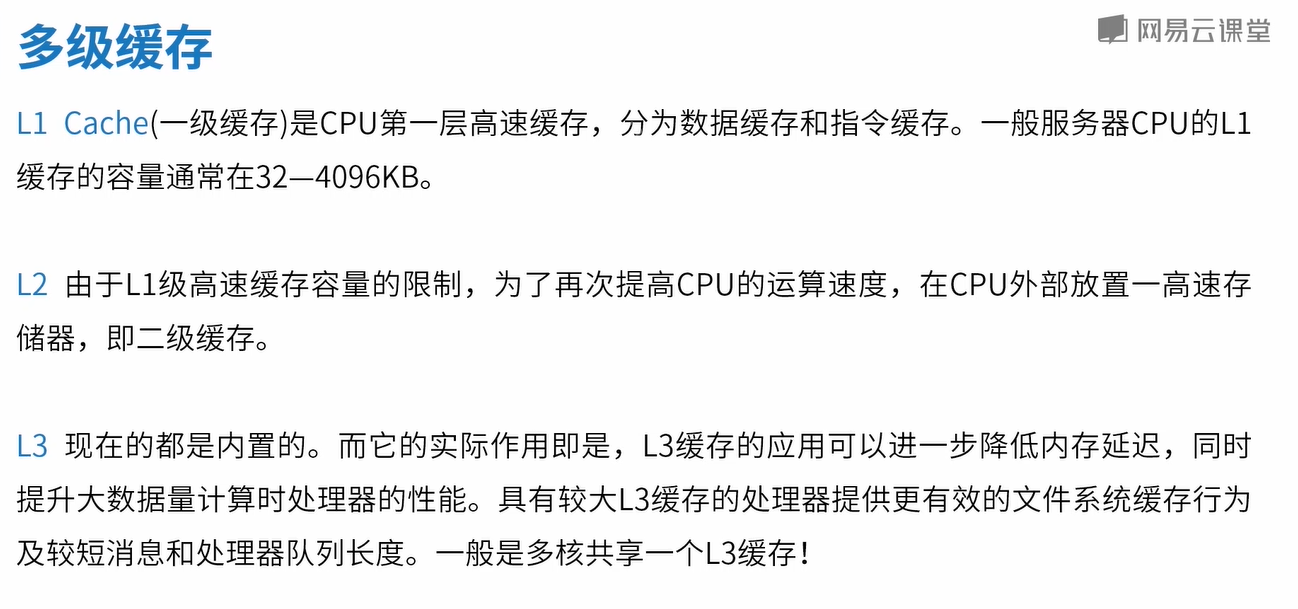 多级缓存
网易云课堂
L1 Cache(一级缓存)是CPU第一层高速缓存，分为数据缓存和指令缓存。一般服务器CPU的L1
缓存的容量通常在32—4096KB。
L2 由于L1级高速缓存容量的限制，为了再次提高CPU的运算速度，在CPU外部放置一高速存
储器，即二级缓存。
L3 现在的都是内置的。而它的实际作用即是，L3缓存的应用可以进一步降低内存延迟，同时
提升大数据量计算时处理器的性能。具有较大L3缓存的处理器提供更有效的文件系统缓存行为
及较短消息和处理器队列长度。一般是多核共享一个L3缓存！